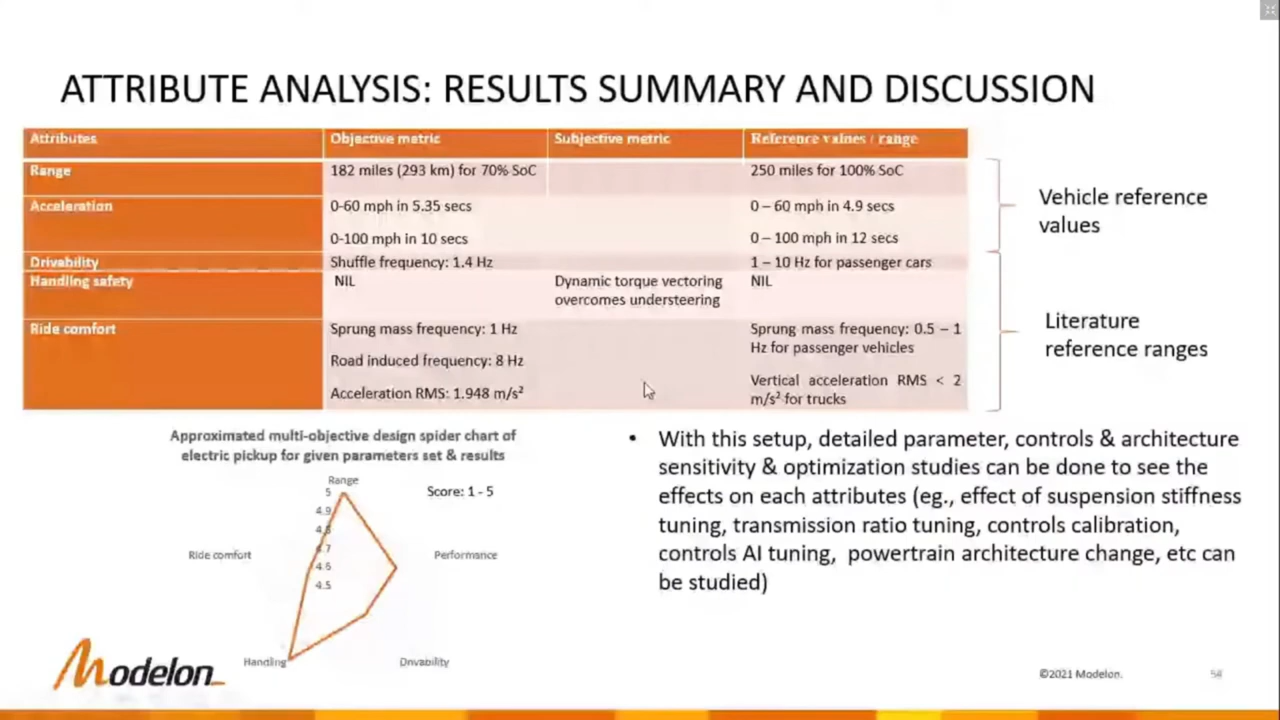 ATTRIBUTE ANALYSIS: RESULTS SUMMARY AND DISCUSSION
Attributes Objective metric Subjective metric Reference values / range
Range 182 miles (293 km) for 70% SoC 250 miles for 100% SoC
Acceleration 0-60 mph in 5.35 secs 0 – 60 mph in 4.9 secs
0-100 mph in 10 secs 0 – 100 mph in 12 secs
Drivability Shuffle frequency: 1.4 Hz 1 – 10 Hz for passenger cars
Handling safety NIL Dynamic torque vectoring NIL
overcomes understeering
Ride comfort Sprung mass frequency: 1 Hz Sprung mass frequency: 0.5 – 1
Hz for passenger vehicles
Road induced frequency: 8 Hz
Vertical acceleration RMS < 2
Acceleration RMS: 1.948 m/s²
m/s² for trucks
Vehicle reference
values
Literature
reference ranges
Approximated multi-objective design spider chart of
electric pickup for given parameters set & results
Range
5
Score: 1 - 5
4.9
4.8
4.7
Ride comfort
Performance
4.6
4.5
Handling
Drivability
• With this setup, detailed parameter, controls & architecture
sensitivity & optimization studies can be done to see the
effects on each attributes (eg., effect of suspension stiffness
tuning, transmission ratio tuning, controls calibration,
controls AI tuning, powertrain architecture change, etc can
be studied)
Modelon
©2021 Modelon.
58